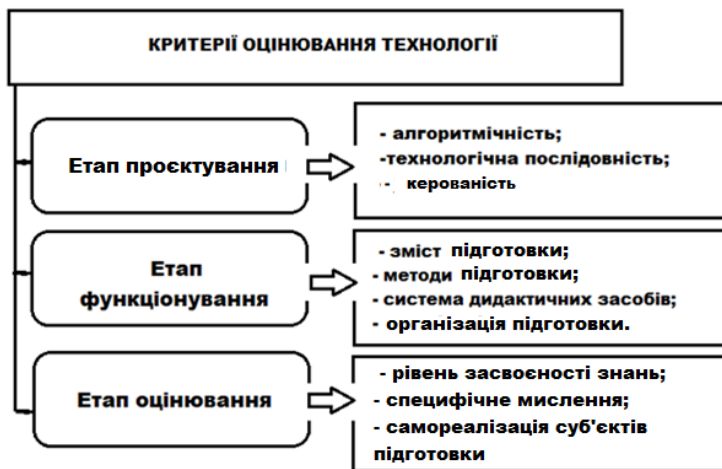 КРИТЕРІЇ ОЦІНЮВАННЯ ТЕХНОЛОГІЇ
Етап проєктування
- алгоритмічність;
-технологічна послідовність;
- керованість
Етап
функціонування
- зміст підготовки;
- методи підготовки;
- система дидактичних засобів;
- організація підготовки.
Етап оцінювання
- рівень засвоєності знань;
- специфічне мислення;
- самореалізація суб'єктів
підготовки